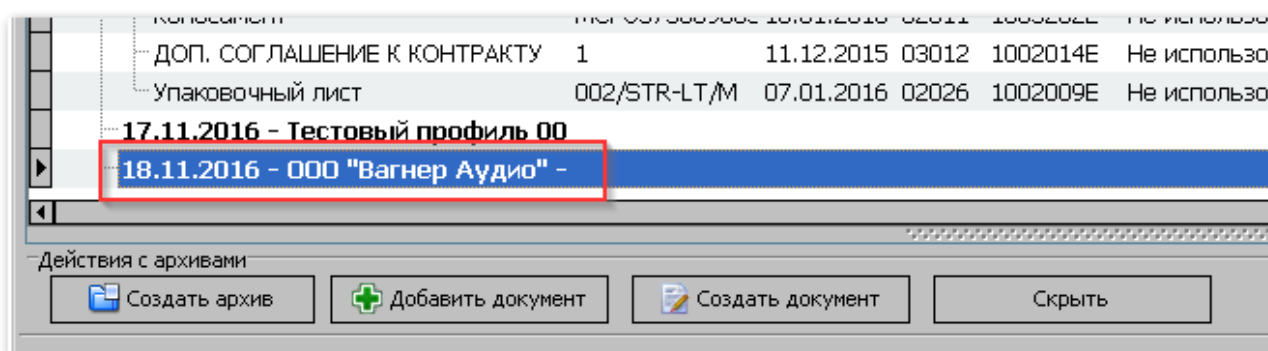 ДОП. СОГЛАШЕНИЕ К КОНТРАКТУ 1 11.12.2015 03012 1002014E Не использо
Упаковочный лист 002/STR-LT/M 07.01.2016 02026 1002009E Не использо
17.11.2016 - Тестовый профиль 00
18.11.2016 - ООО "Вагнер Аудио" -
Действия с архивами
Создать архив Добавить документ Создать документ Скрыть